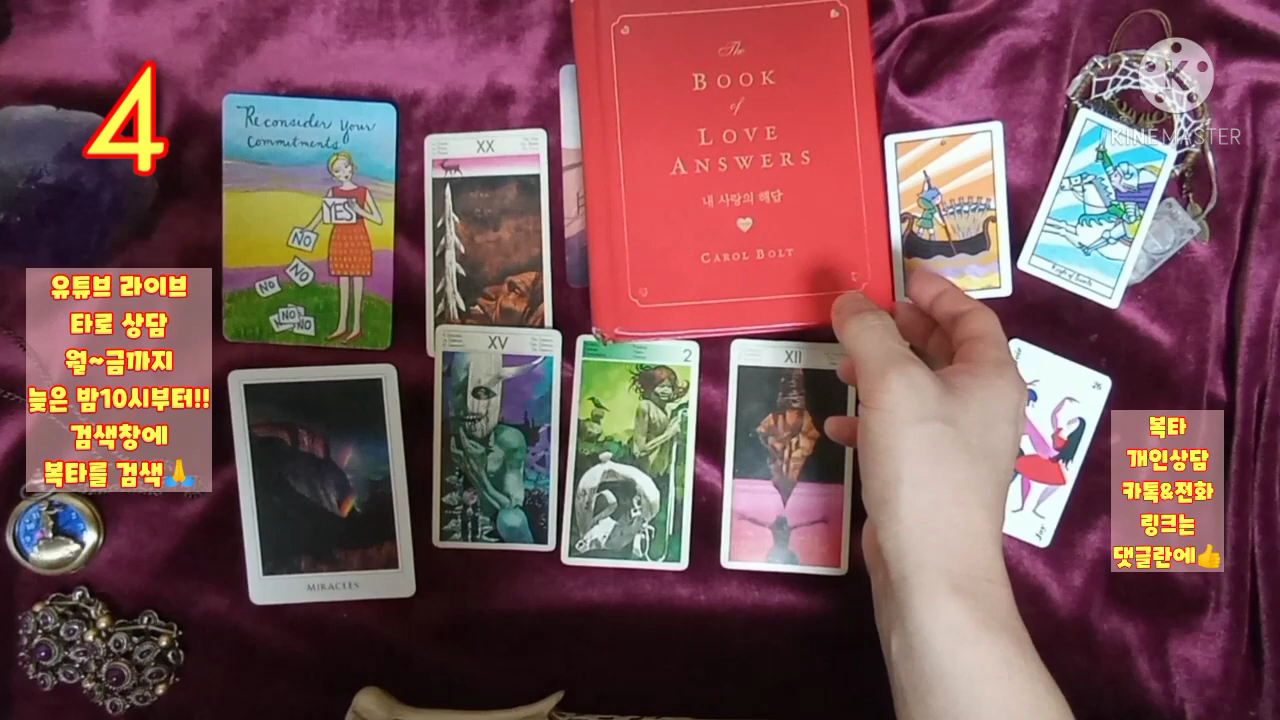 4
Reconsider Your
Commitments
YES
NO
NO
NO
NO
NO
XX
The
BOOK
of
LOVE
ANSWERS
내 사랑의 해답
CAROL BOLT
KINEMASTER
유튜브 라이브
타로 상담
월~금까지
늦은 밤10시부터!!
검색창에
복타를 검색🙏
XV
2
XII
26
Joy
MIRACLES
복타
개인상담
카톡&전화
링크는
댓글란에👍